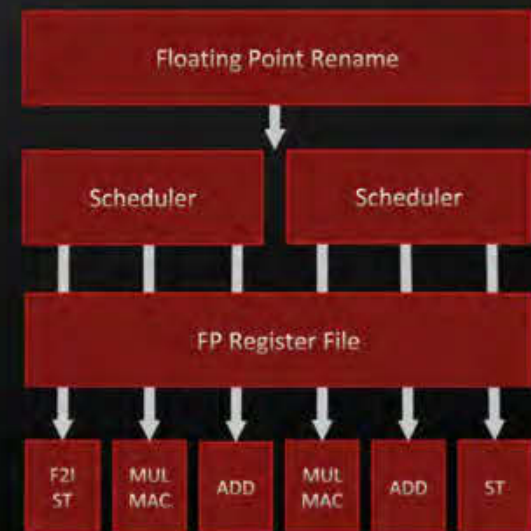 Floating Point Rename
Scheduler
Scheduler
FP Register File
F2I
ST
MUL
MAC
ADD
MUL
MAC
ADD
ST